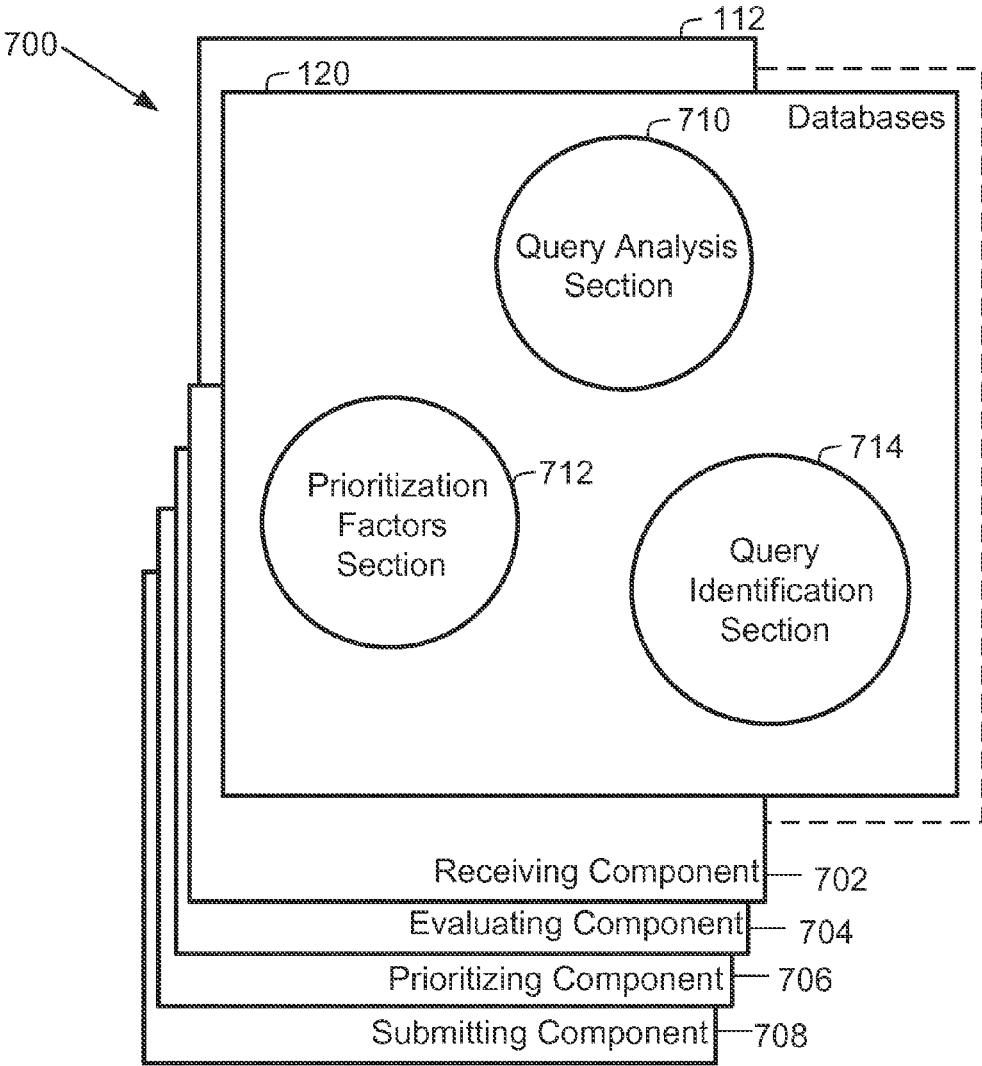 700
112
120
Databases
710
Query Analysis
Section
712
Prioritization
Factors
Section
714
Query
Identification
Section
Receiving Component
702
Evaluating Component
704
Prioritizing Component
706
Submitting Component
708